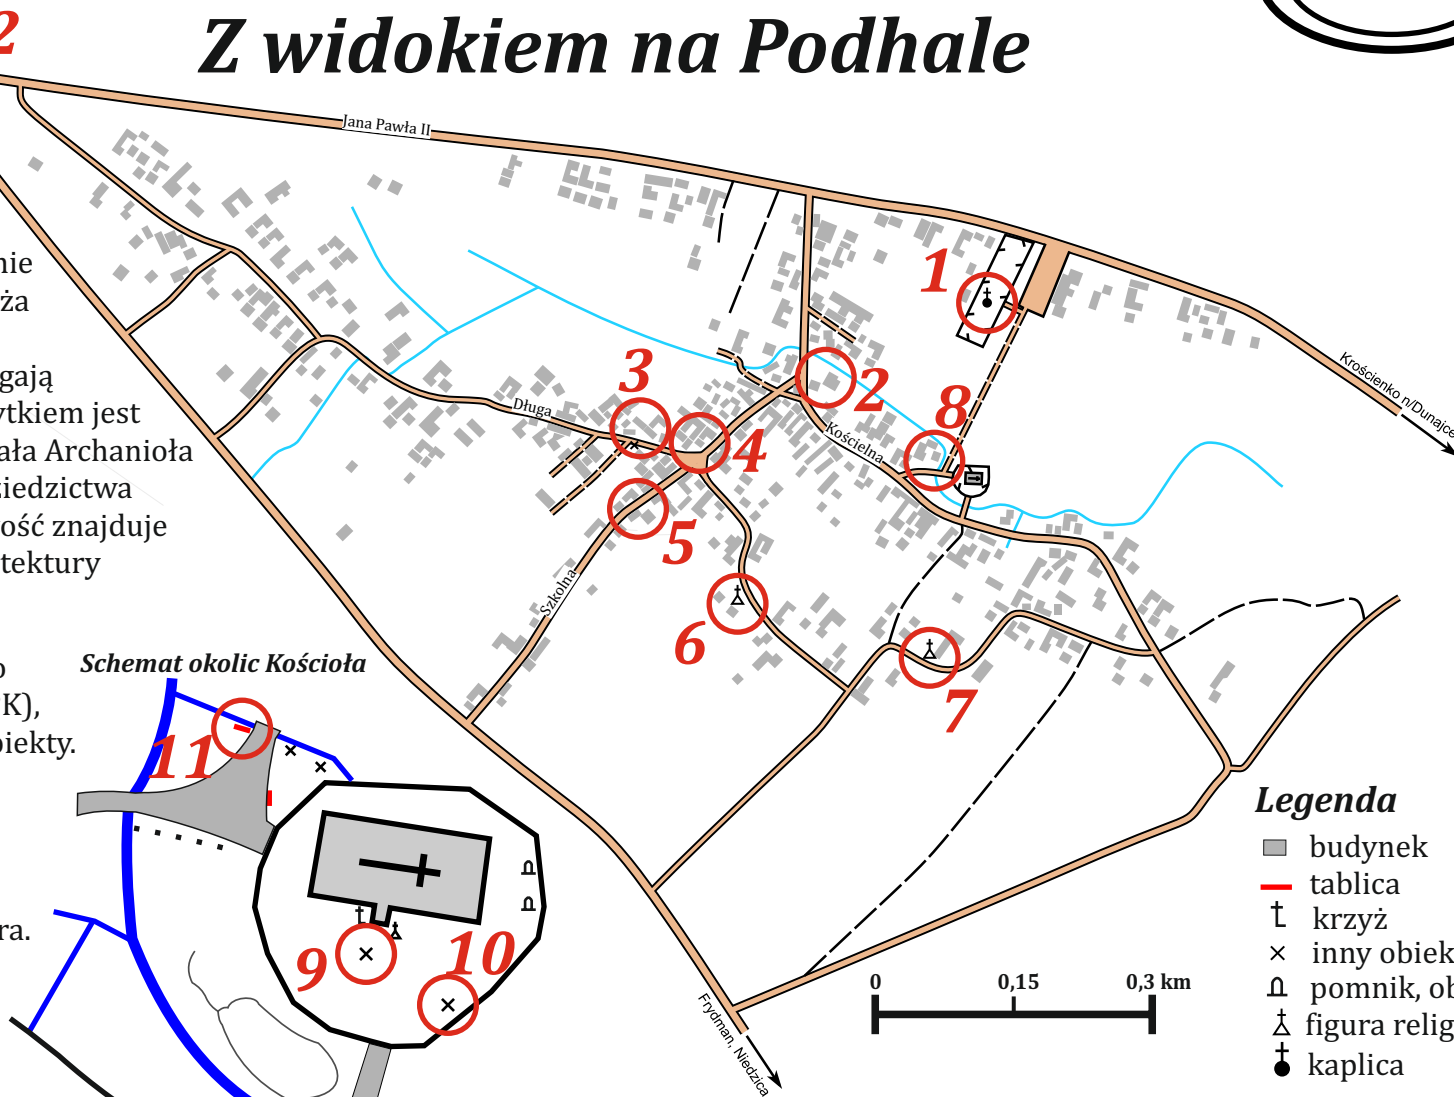 2
Z widokiem na Podhale
Jana Pawła II
nie
ża
gają
ytkiem jest
ała Archanioła
ziedzictwa
ość znajduje
tektury
1
2
3
4
5
6
7
8
Długa
Kościelna
Szkolna
Krościenko n/Dunajce
Schemat okolic Kościoła
o
K),
biekty.
11
9
10
ra.
Frydman, Niedzica
0 0,15 0,3 km
Legenda
budynek
tablica
krzyż
inny obiek
pomnik, ob
figura relig
kaplica